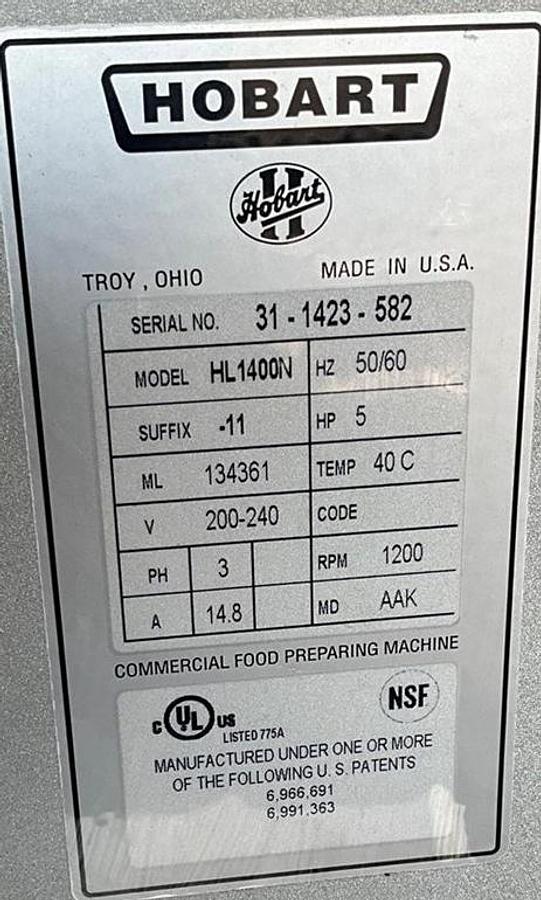 HOBART
Hobart
TROY, OHIO MADE IN U.S.A.
SERIAL NO. 31 - 1423 - 582
MODEL HL1400N HZ 50/60
SUFFIX -11 HP 5
ML 134361 TEMP 40 C
V 200-240 CODE
PH 3 RPM 1200
A 14.8 MD AAK
COMMERCIAL FOOD PREPARING MACHINE
C UL US NSF
LISTED 775A
MANUFACTURED UNDER ONE OR MORE
OF THE FOLLOWING U. S. PATENTS
6,966,691
6,991,363